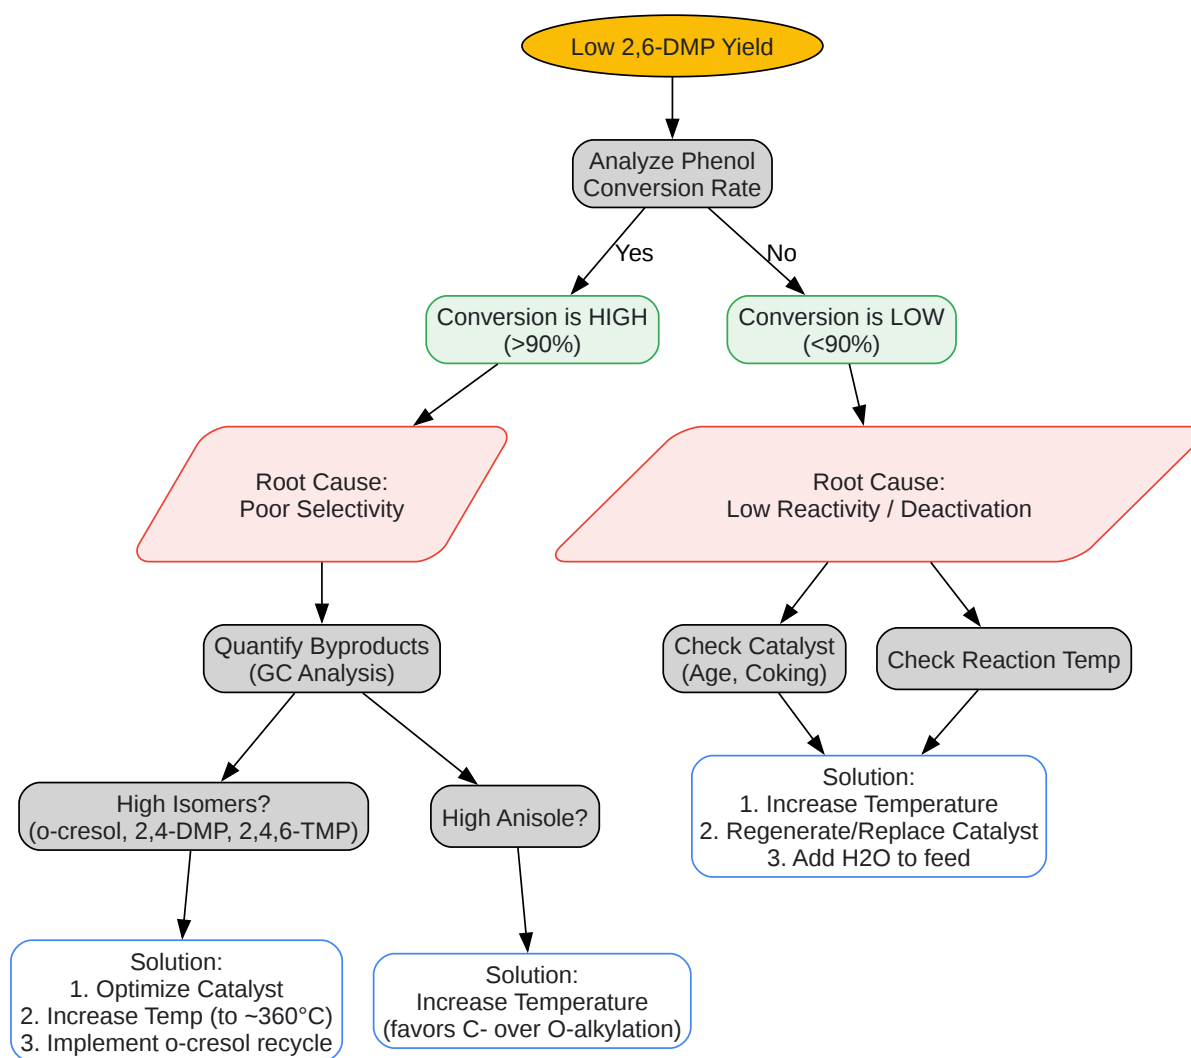 Low 2,6-DMP Yield
Analyze Phenol
Conversion Rate
Yes
No
Conversion is HIGH
(>90%)
Conversion is LOW
(<90%)
Root Cause:
Poor Selectivity
Root Cause:
Low Reactivity / Deactivation
Quantify Byproducts
(GC Analysis)
Check Catalyst
(Age, Coking)
Check Reaction Temp
High Isomers?
(o-cresol, 2,4-DMP, 2,4,6-TMP)
High Anisole?
Solution:
1. Increase Temperature
2. Regenerate/Replace Catalyst
3. Add H2O to feed
Solution:
1. Optimize Catalyst
2. Increase Temp (to ~360°C)
3. Implement o-cresol recycle
Solution:
Increase Temperature
(favors C- over O-alkylation)